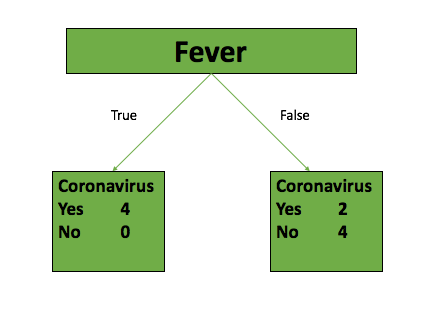 Fever
True
False
Coronavirus
Yes 4
No 0
Coronavirus
Yes 2
No 4